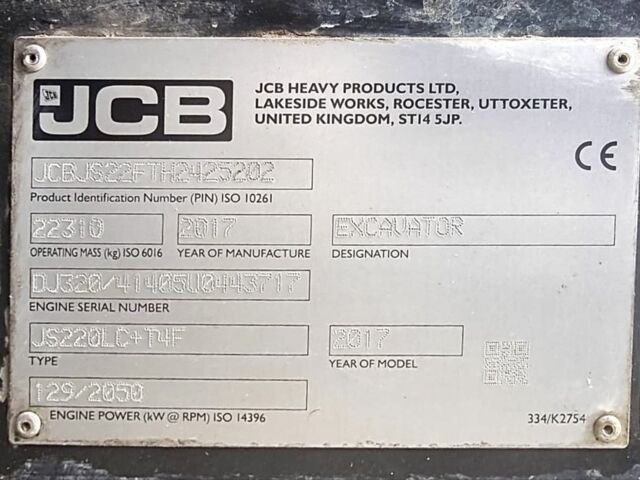 JCB
JCB HEAVY PRODUCTS LTD,
LAKESIDE WORKS, ROCESTER, UTTOXETER,
UNITED KINGDOM, ST14 5JP.
CE
JCBJS22FTH2425202
Product Identification Number (PIN) ISO 10261
22310 2017 EXCAVATOR
OPERATING MASS (kg) ISO 6016 YEAR OF MANUFACTURE DESIGNATION
DJ320/41405U0443717
ENGINE SERIAL NUMBER
JS220LC+T4F 2017
TYPE YEAR OF MODEL
129/2050
ENGINE POWER (kW @ RPM) ISO 14396 334/K2754